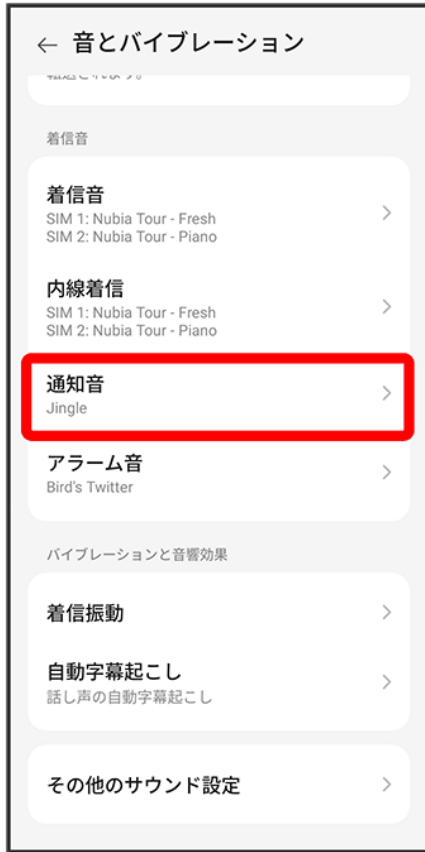 ← 音とバイブレーション
着信音
着信音
SIM 1: Nubia Tour - Fresh
SIM 2: Nubia Tour - Piano
内線着信
SIM 1: Nubia Tour - Fresh
SIM 2: Nubia Tour - Piano
通知音
Jingle
アラーム音
Bird's Twitter
バイブレーションと音響効果
着信振動
自動字幕起こし
話し声の自動字幕起こし
その他のサウンド設定